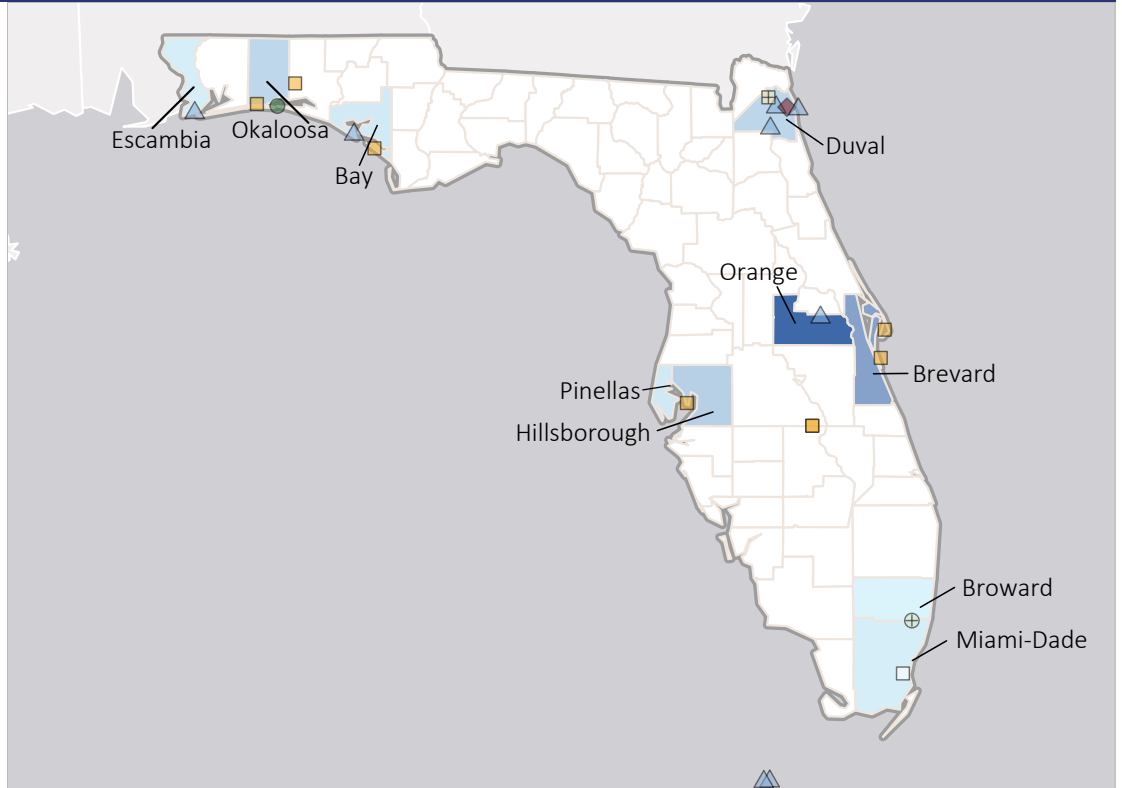 Escambia
Okaloosa
Bay
Duval
Orange
Brevard
Pinellas
Hillsborough
Broward
Miami-Dade